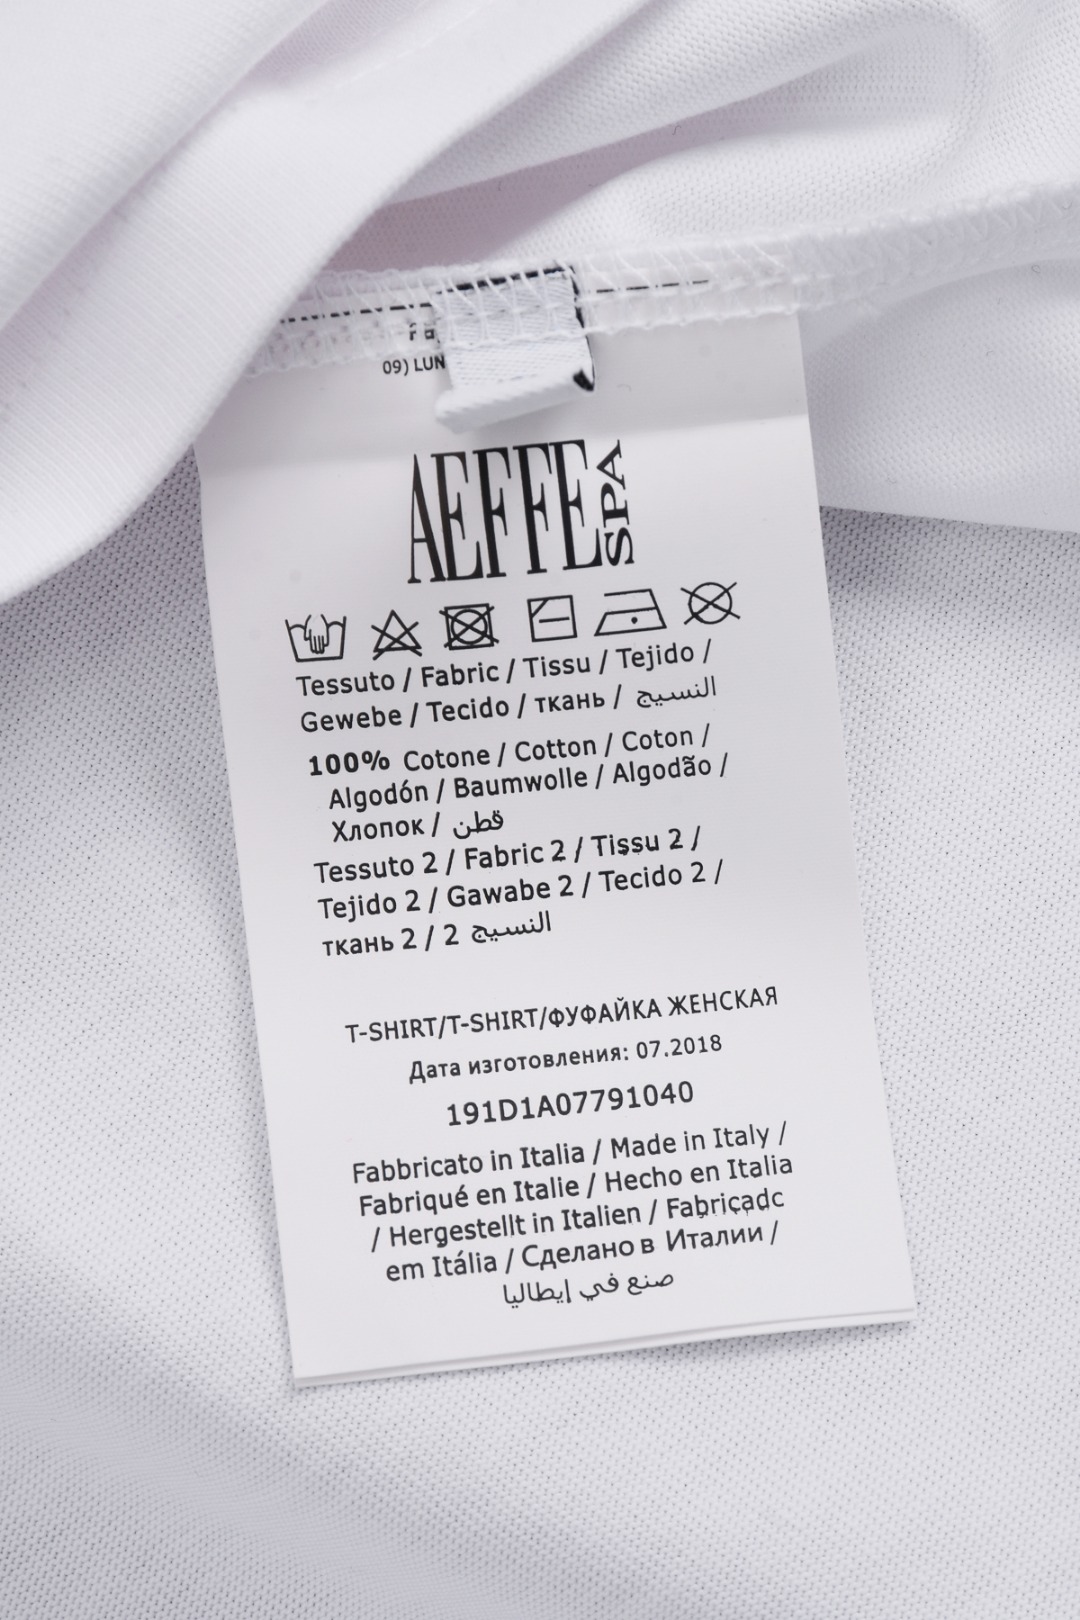 09) LUN
AEFFE SPA
Tessuto / Fabric / Tissu / Tejido /
Gewebe / Tecido / ткань / النسيج
100% Cotone / Cotton / Coton /
Algodón / Baumwolle / Algodão /
Хлопок / قطن
Tessuto 2 / Fabric 2 / Tissu 2 /
Tejido 2 / Gawabe 2 / Tecido 2 /
ткань 2 / 2 النسيج
T-SHIRT/T-SHIRT/ФУФАЙКА ЖЕНСКАЯ
Дата изготовления: 07.2018
191D1A07791040
Fabbricato in Italia / Made in Italy /
Fabriqué en Italie / Hecho en Italia
/ Hergestellt in Italien / Fabriçadc
em Itália / Сделано в Италии /
صنع في إيطاليا